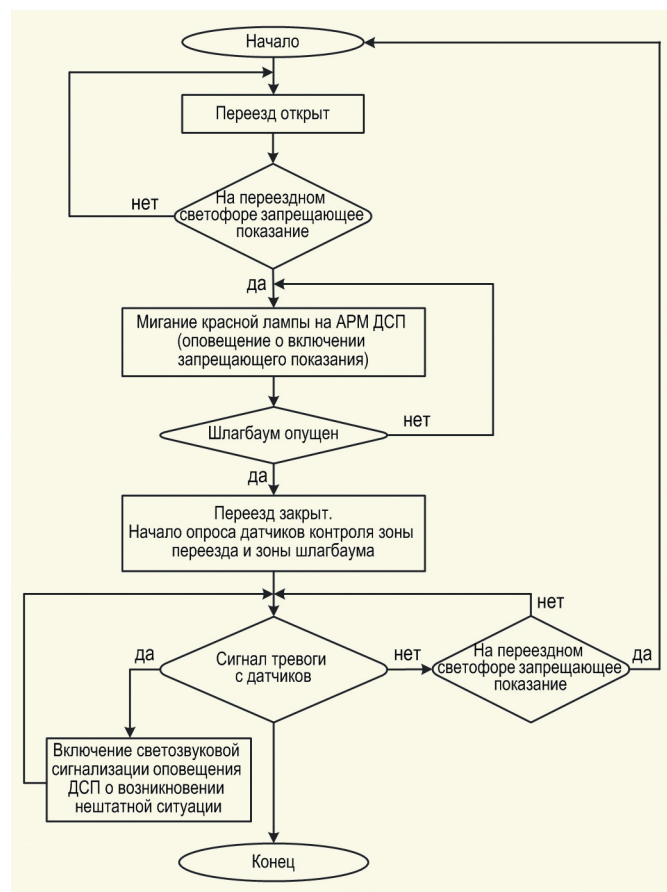 Начало
Переезд открыт
нет
На переездном
светофоре запрещающее
показание
да
Мигание красной лампы на АРМ ДСП
(оповещение о включении
запрещающего показания)
Шлагбаум опущен
нет
да
Переезд закрыт.
Начало опроса датчиков контроля зоны
переезда и зоны шлагбаума
нет
да
Сигнал тревоги
с датчиков
нет
На переездном
светофоре запрещающее
показание
да
Включение светозвуковой
сигнализации оповещения
ДСП о возникновении
нештатной ситуации
Конец